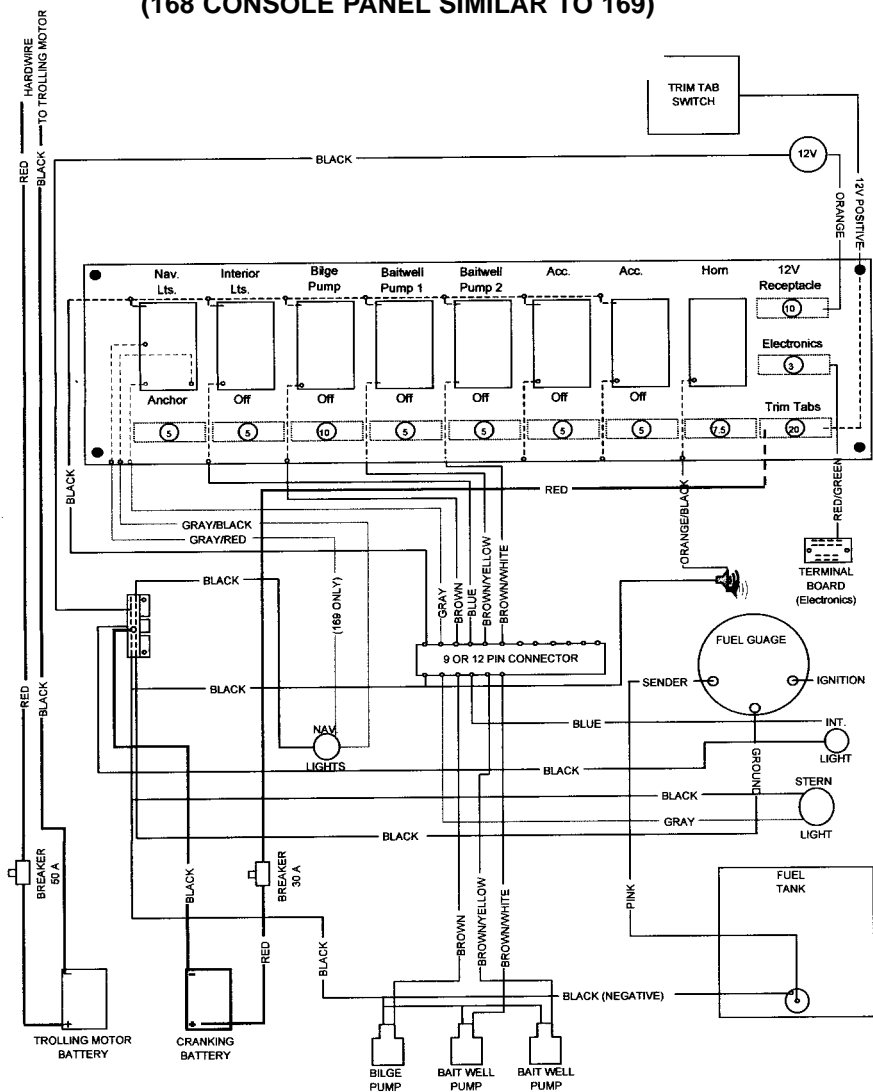 (168 CONSOLE PANEL SIMILAR TO 169)
HARDWIRE
TO TROLLING MOTOR
RED
BLACK
TRIM TAB
SWITCH
BLACK
12V
ORANGE
12V POSITIVE
Nav.
Lts.
Interior
Lts.
Bilge
Pump
Baitwell
Pump 1
Baitwell
Pump 2
Acc.
Acc.
Horn
12V
Receptacle
10
Electronics
3
Anchor
Off
Off
Off
Off
Off
Off
Trim Tabs
5
5
10
5
5
5
5
7.5
20
BLACK
RED
ORANGE/BLACK
RED/GREEN
GRAY/BLACK
GRAY/RED
BLACK
(169 ONLY)
GRAY
BROWN
BLUE
BROWN/YELLOW
BROWN/WHITE
TERMINAL
BOARD
(Electronics)
9 OR 12 PIN CONNECTOR
FUEL GUAGE
SENDER
IGNITION
RED
BLACK
BLACK
BLUE
INT.
LIGHT
NAV.
LIGHTS
BLACK
GROUND
STERN
LIGHT
BLACK
GRAY
BLACK
BREAKER
50 A
BLACK
BREAKER
30 A
FUEL
TANK
PINK
BROWN
BROWN/YELLOW
BROWN/WHITE
RED
BLACK
BLACK (NEGATIVE)
-
-
+
+
TROLLING MOTOR
BATTERY
CRANKING
BATTERY
BILGE
PUMP
BAIT WELL
PUMP
BAIT WELL
PUMP